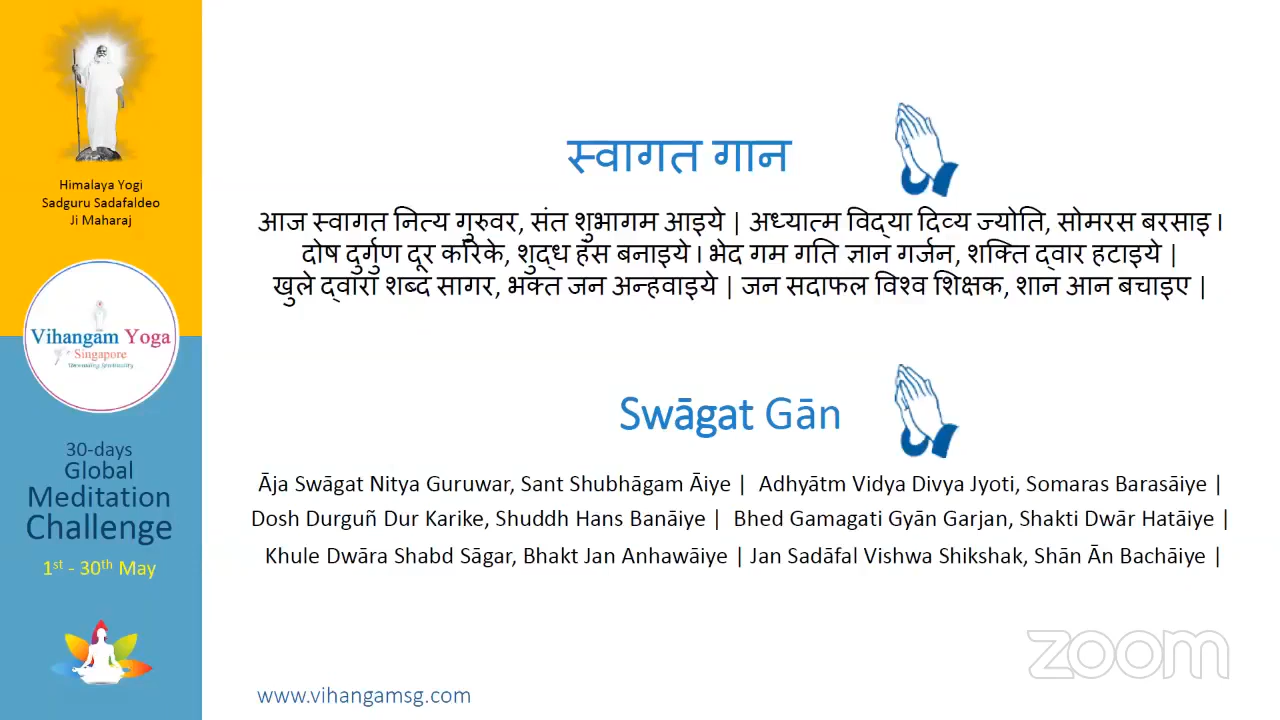 Himalaya Yogi
Sadguru Sadafaldeo
Ji Maharaj
Vihangam Yoga
Singapore
30-days
Global
Meditation
Challenge
1st - 30th May
स्वागत गान
आज स्वागत नित्य गुरुवर, संत शुभागम आइये | अध्यात्म विद्या दिव्य ज्योति, सोमरस बरसाइ ।
दोष दुर्गुण दूर करिके, शुद्ध हंस बनाइये । भेद गम गति ज्ञान गर्जन, शक्ति द्वार हटाइये |
खुले द्वारा शब्द सागर, भक्त जन अन्हवाइये | जन सदाफल विश्व शिक्षक, शान आन बचाइए |
Swāgat Gān
Āja Swāgat Nitya Guruwar, Sant Shubhāgam Āiye | Adhyātm Vidya Divya Jyoti, Somaras Barasāiye |
Dosh Durguñ Dur Karike, Shuddh Hans Banāiye | Bhed Gamagati Gyān Garjan, Shakti Dwār Hatāiye |
Khule Dwāra Shabd Sāgar, Bhakt Jan Anhawāiye | Jan Sadāfal Vishwa Shikshak, Shān Ān Bachāiye |
www.vihangamsg.com
zoom